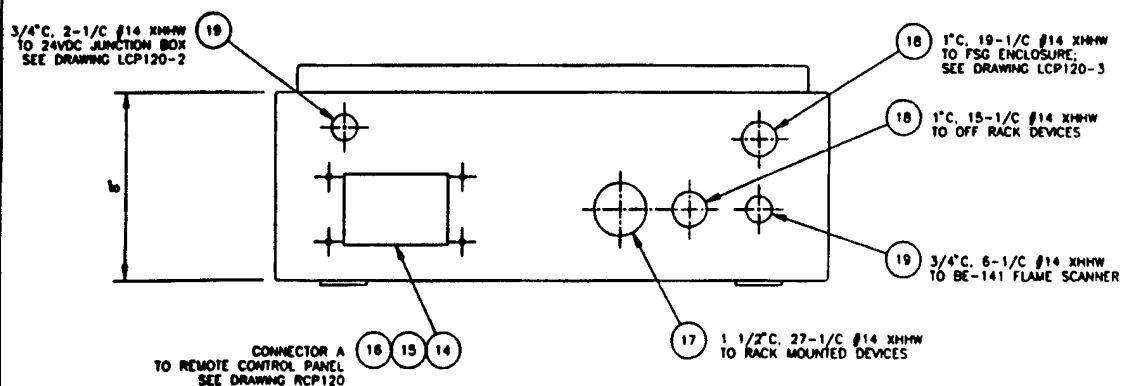 3/4"C, 2-1/C #14 XHHW
TO 24VDC JUNCTION BOX
SEE DRAWING LCP120-2
19
18
1"C, 19-1/C #14 XHHW
TO FSG ENCLOSURE;
SEE DRAWING LCP120-3
18
1"C, 15-1/C #14 XHHW
TO OFF RACK DEVICES
19
3/4"C, 6-1/C #14 XHHW
TO BE-141 FLAME SCANNER
17
1 1/2"C, 27-1/C #14 XHHW
TO RACK MOUNTED DEVICES
CONNECTOR A
TO REMOTE CONTROL PANEL
SEE DRAWING RCP120
16 15 14